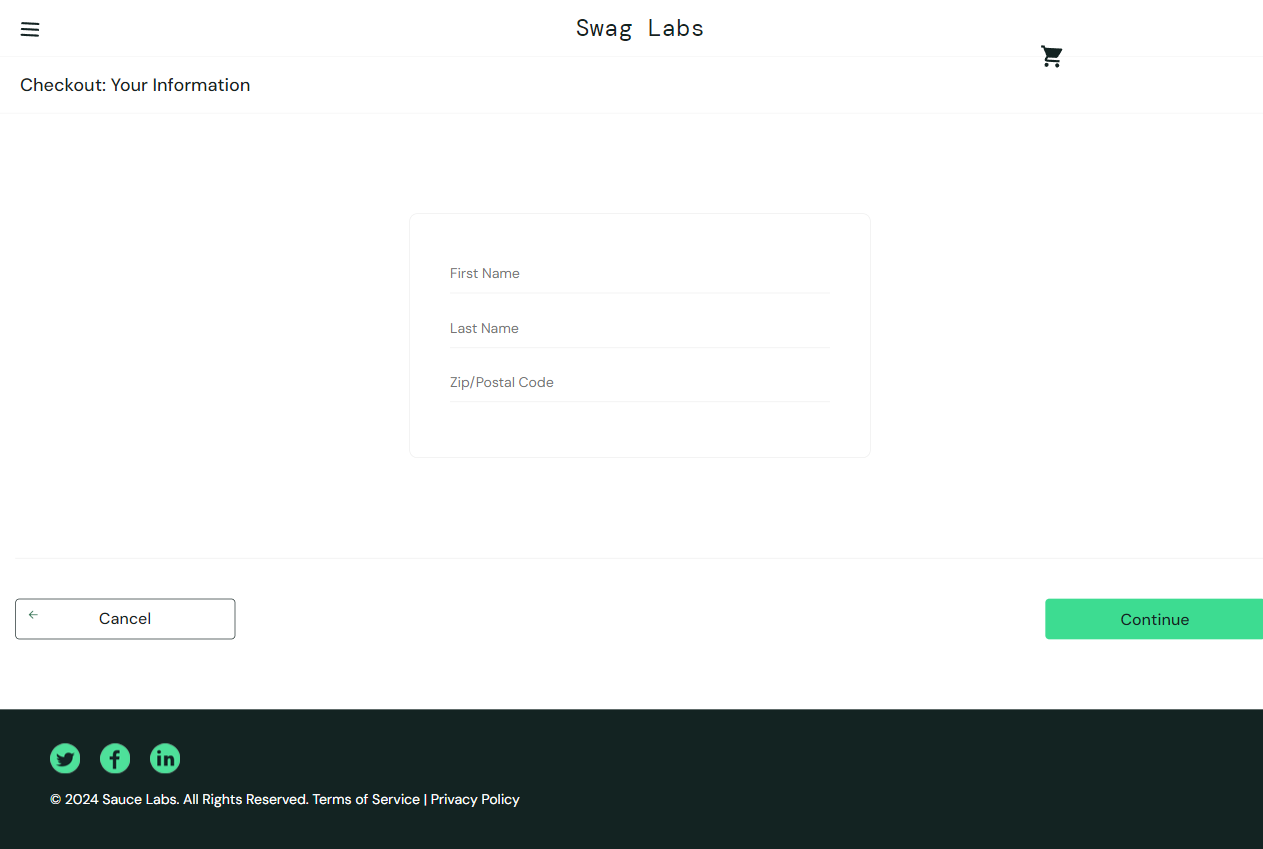 Swag Labs
Checkout: Your Information
First Name
Last Name
Zip/Postal Code
Cancel
Continue
© 2024 Sauce Labs. All Rights Reserved. Terms of Service | Privacy Policy